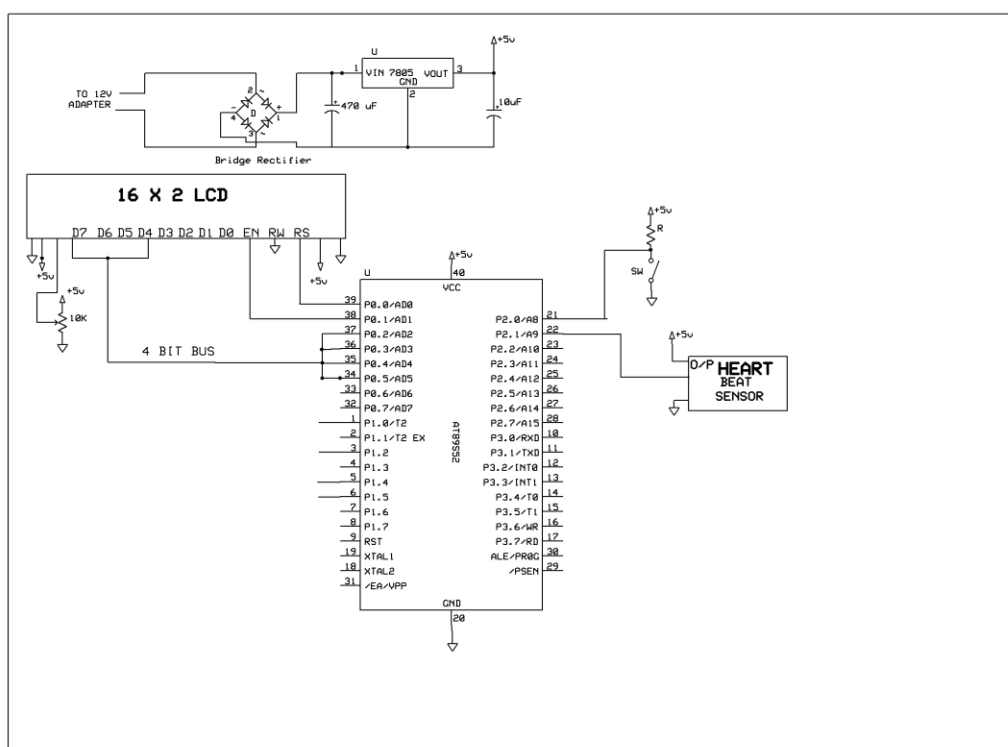 +5v
U
1 VIN 7805 VOUT 3
GND
2
TO 12V
ADAPTER
2 ~
- +
4 D 1
3 ~
470 uF
10uF
Bridge Rectifier
16 X 2 LCD
D7 D6 D5 D4 D3 D2 D1 D0 EN RW RS
+5v
+5v
+5v
10K
4 BIT BUS
+5v
R
SW
+5v
U 40
VCC
39 P0.0/AD0 P2.0/A8 21
38 P0.1/AD1 P2.1/A9 22
37 P0.2/AD2 P2.2/A10 23
36 P0.3/AD3 P2.3/A11 24
35 P0.4/AD4 P2.4/A12 25
34 P0.5/AD5 P2.5/A13 26
33 P0.6/AD6 P2.6/A14 27
32 P0.7/AD7 P2.7/A15 28
1 P1.0/T2 P3.0/RXD 10
2 P1.1/T2 EX P3.1/TXD 11
3 P1.2 P3.2/INT0 12
4 P1.3 P3.3/INT1 13
5 P1.4 P3.4/T0 14
6 P1.5 P3.5/T1 15
7 P1.6 P3.6/WR 16
8 P1.7 P3.7/RD 17
9 RST ALE/PROG 30
19 XTAL1 /PSEN 29
18 XTAL2
31 /EA/VPP
AT89S52
GND
20
+5v
O/P HEART
BEAT
SENSOR